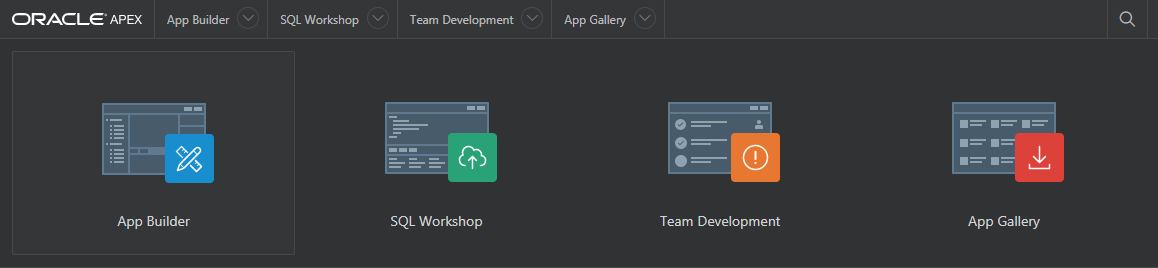 ORACLE APEX App Builder SQL Workshop Team Development App Gallery
App Builder SQL Workshop Team Development App Gallery